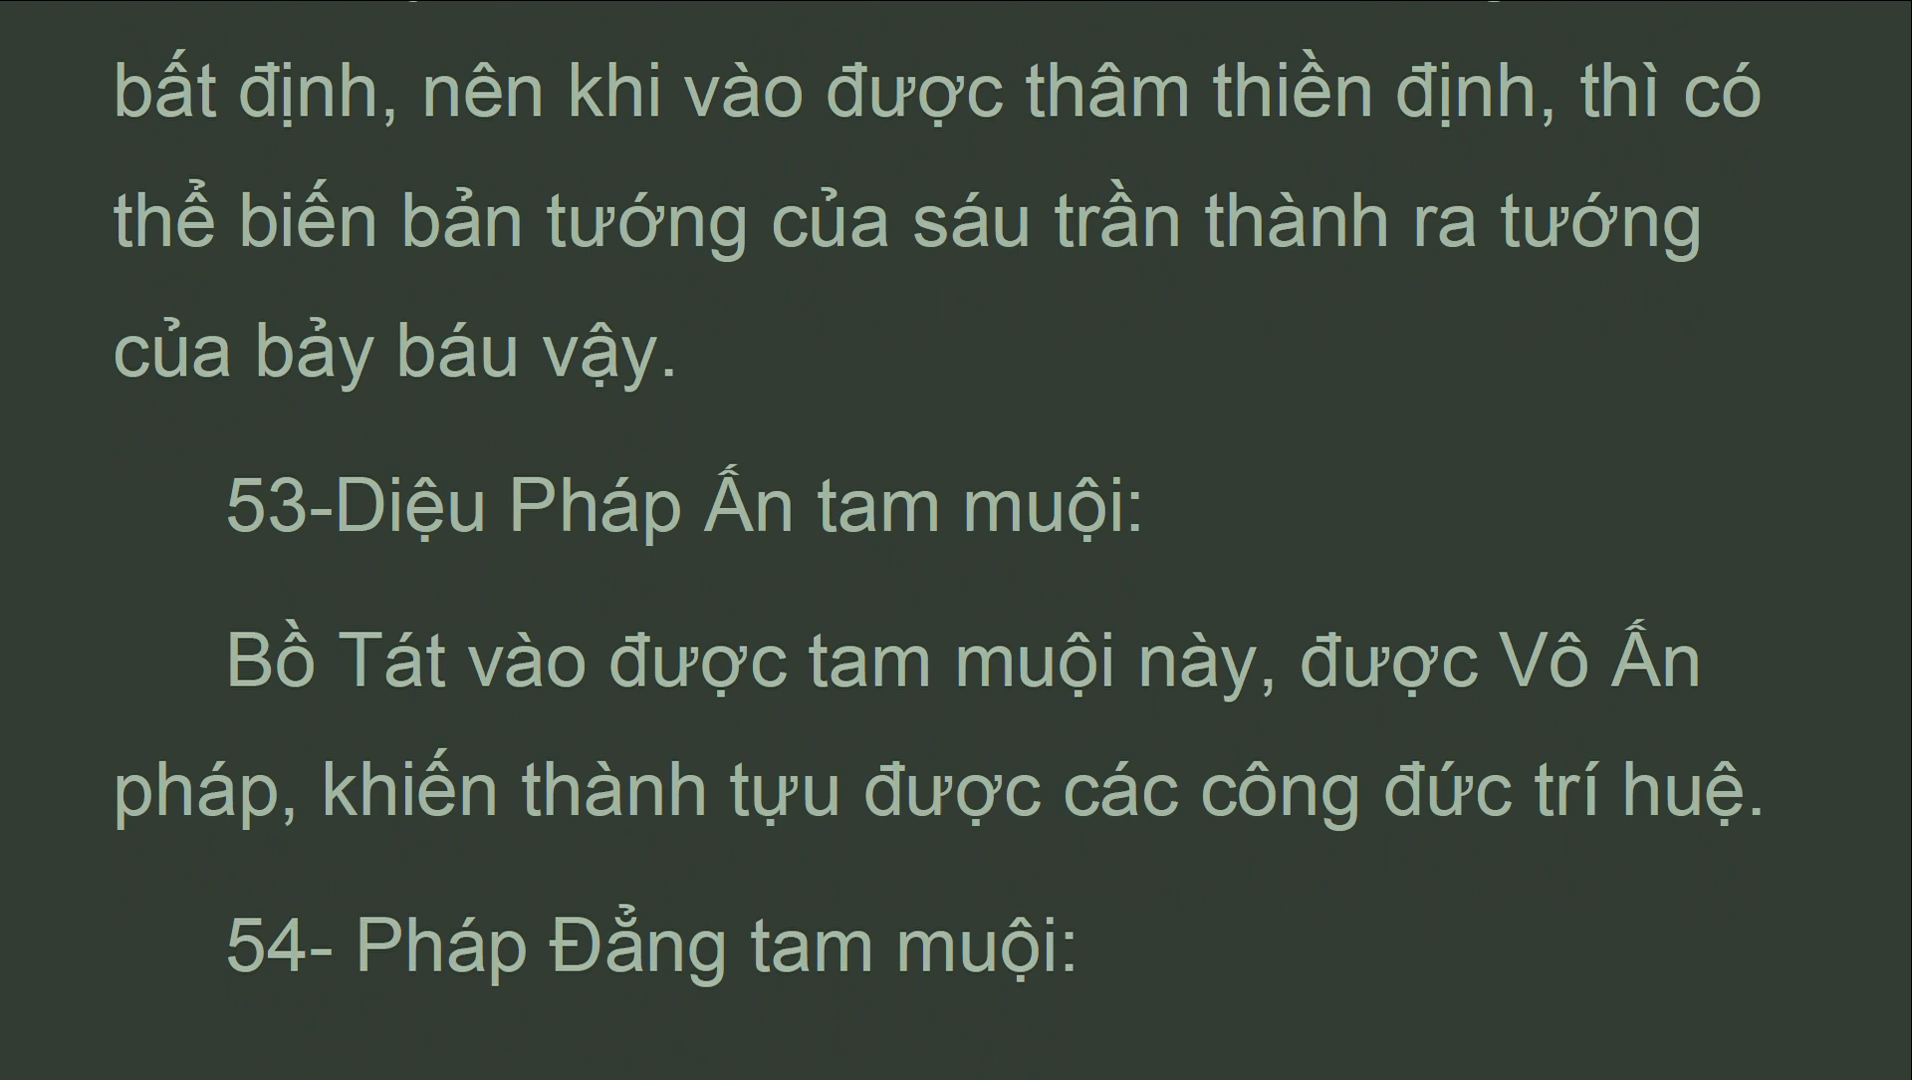 bất định, nên khi vào được thâm thiền định, thì có
thể biến bản tướng của sáu trần thành ra tướng
của bảy báu vậy.
53-Diệu Pháp Ấn tam muội:
Bồ Tát vào được tam muội này, được Vô Ấn
pháp, khiến thành tựu được các công đức trí huệ.
54- Pháp Đẳng tam muội: